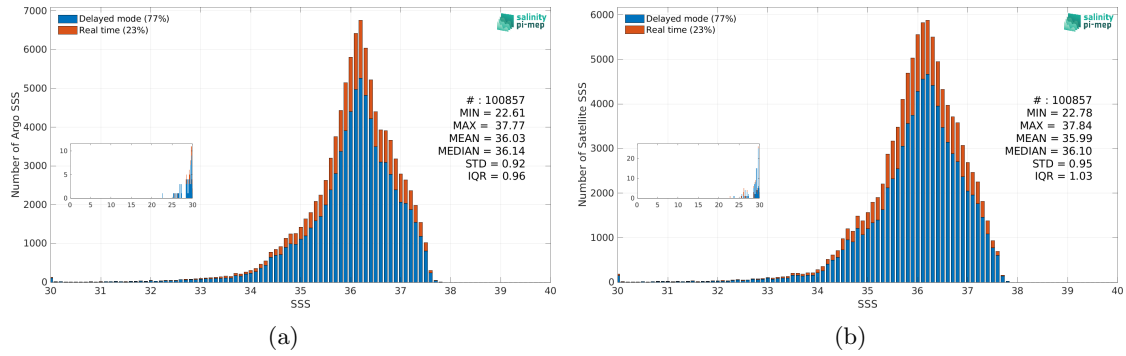 Delayed mode (77%)
Real time (23%)
salinity
pi-mep
# : 100857
MIN = 22.61
MAX = 37.77
MEAN = 36.03
MEDIAN = 36.14
STD = 0.92
IQR = 0.96
Number of Argo SSS
7000
6000
5000
4000
3000
2000
1000
0
10
5
0
0 5 10 15 20 25 30
30 31 32 33 34 35 36 37 38 39 40
SSS
(a)
Delayed mode (77%)
Real time (23%)
salinity
pi-mep
# : 100857
MIN = 22.78
MAX = 37.84
MEAN = 35.99
MEDIAN = 36.10
STD = 0.95
IQR = 1.03
Number of Satellite SSS
6000
5000
4000
3000
2000
1000
0
20
10
0
0 5 10 15 20 25 30
30 31 32 33 34 35 36 37 38 39 40
SSS
(b)